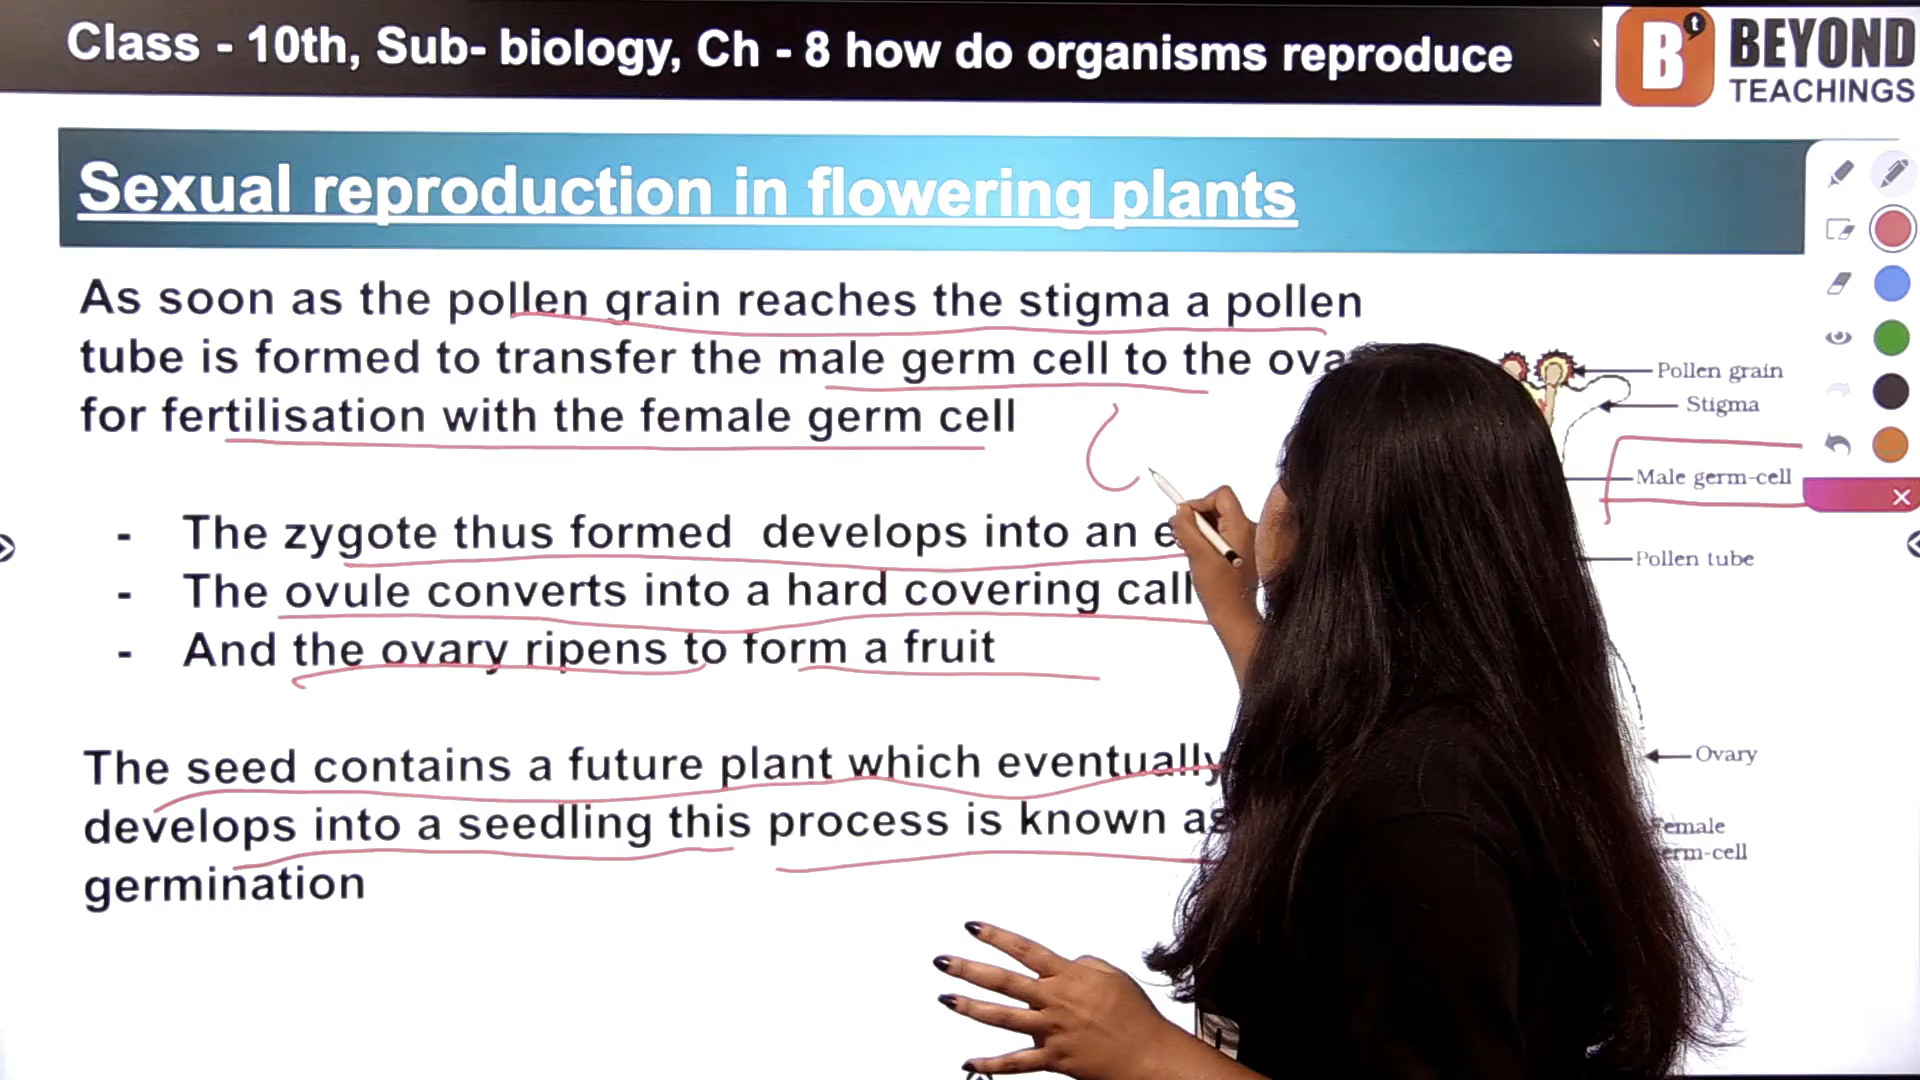 Class - 10th, Sub- biology, Ch - 8 how do organisms reproduce
Bt BEYOND
TEACHINGS
Sexual reproduction in flowering plants
As soon as the pollen grain reaches the stigma a pollen
tube is formed to transfer the male germ cell to the
for fertilisation with the female germ cell
- The zygote thus formed develops into an
- The ovule converts into a hard covering
- And the ovary ripens to form a fruit
The seed contains a future plant which eventually
develops into a seedling this process is known as
germination
Pollen grain
Stigma
Male germ-cell
Pollen tube
Ovary
Female
germ-cell